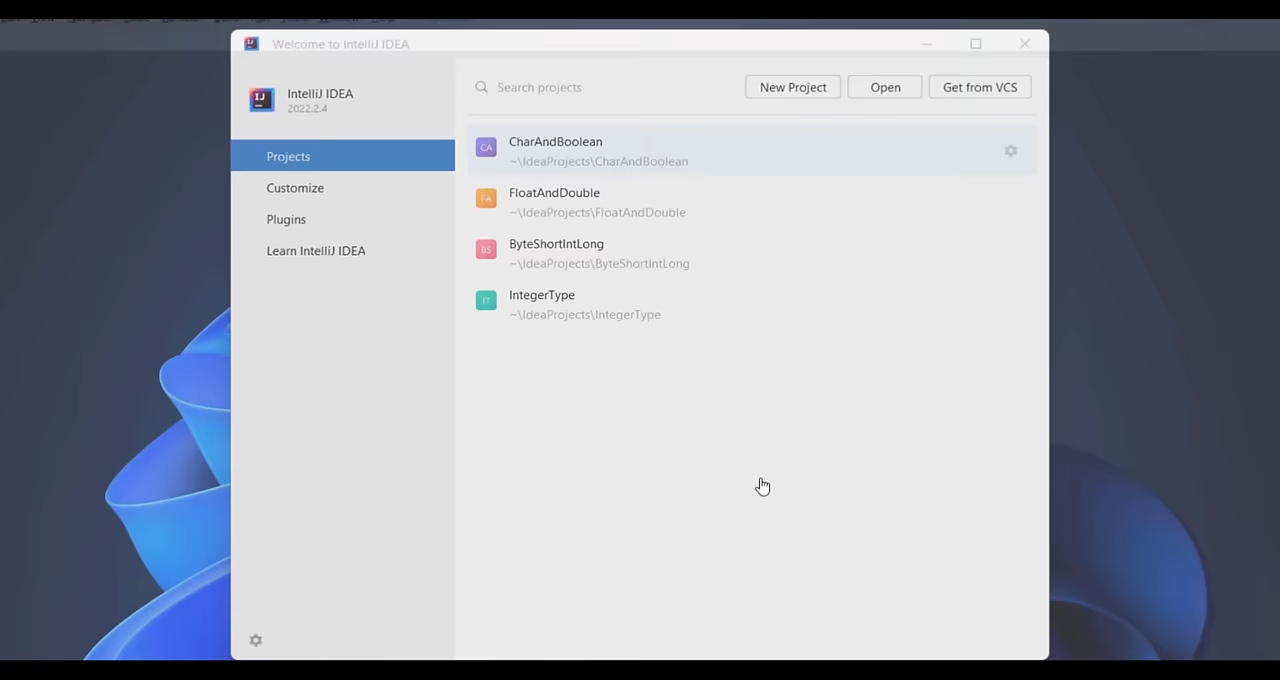 Welcome to IntelliJ IDEA
IntelliJ IDEA
2022.2.4
Search projects
New Project
Open
Get from VCS
Projects
Customize
Plugins
Learn IntelliJ IDEA
CA
CharAndBoolean
~\IdeaProjects\CharAndBoolean
FA
FloatAndDouble
~\IdeaProjects\FloatAndDouble
BS
ByteShortIntLong
~\IdeaProjects\ByteShortIntLong
IT
IntegerType
~\IdeaProjects\IntegerType